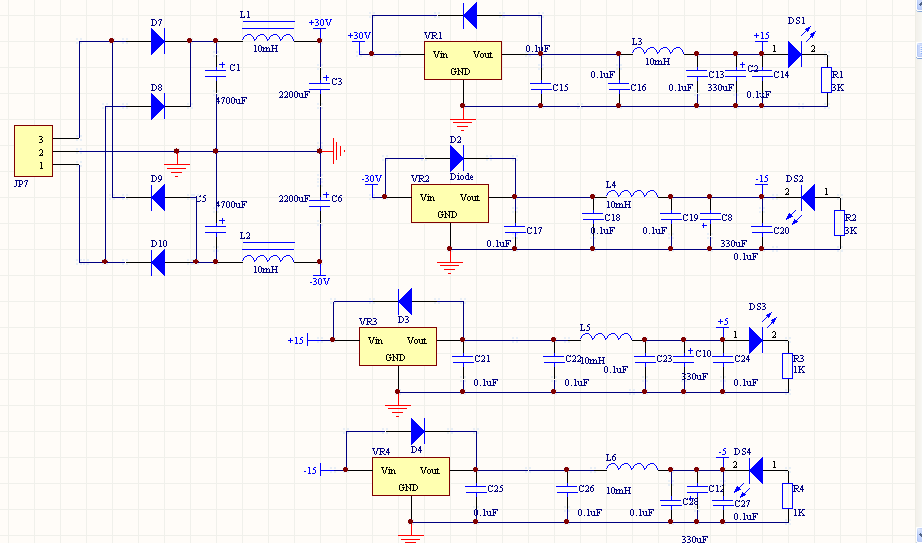 D7
L1
+30V
10mH
C1
4700uF
C3
2200uF
D8
3
2
1
JP7
D9
C5
4700uF
2200uF
C6
L2
D10
10mH
-30V
+30V
VR1
Vin
Vout
GND
0.1uF
C15
0.1uF
C16
L3
10mH
C13
0.1uF
C2
330uF
+15
C14
0.1uF
DS1
1
2
R1
3K
D2
Diode
-30V
VR2
Vin
Vout
GND
C17
0.1uF
L4
10mH
C18
0.1uF
C19
0.1uF
C8
330uF
-15
C20
0.1uF
DS2
2
1
R2
3K
D3
+15
VR3
Vin
Vout
GND
C21
0.1uF
C22
0.1uF
L5
10mH
C23
0.1uF
C10
330uF
+5
C24
0.1uF
DS3
1
2
R3
1K
D4
-15
VR4
Vin
Vout
GND
C25
0.1uF
C26
0.1uF
L6
10mH
0.1uF
C28
C12
330uF
-5
C27
0.1uF
DS4
2
1
R4
1K